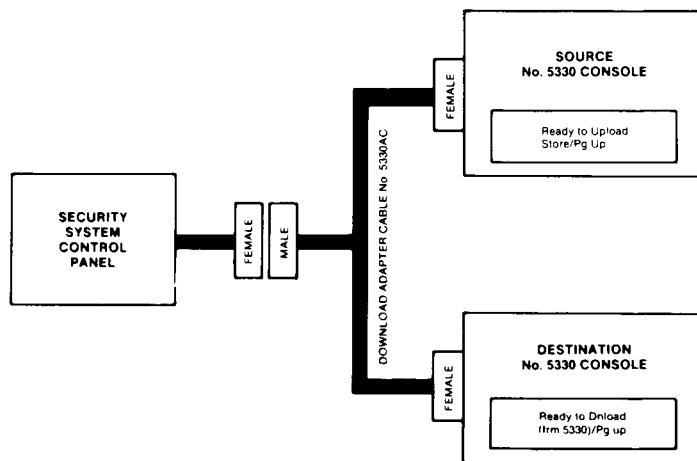 SECURITY
SYSTEM
CONTROL
PANEL
FEMALE
MALE
DOWNLOAD ADAPTER CABLE No 5330AC
FEMALE
SOURCE
No. 5330 CONSOLE
Ready to Upload
Store/Pg Up
FEMALE
DESTINATION
No. 5330 CONSOLE
Ready to Dnload
(frm 5330)/Pg up